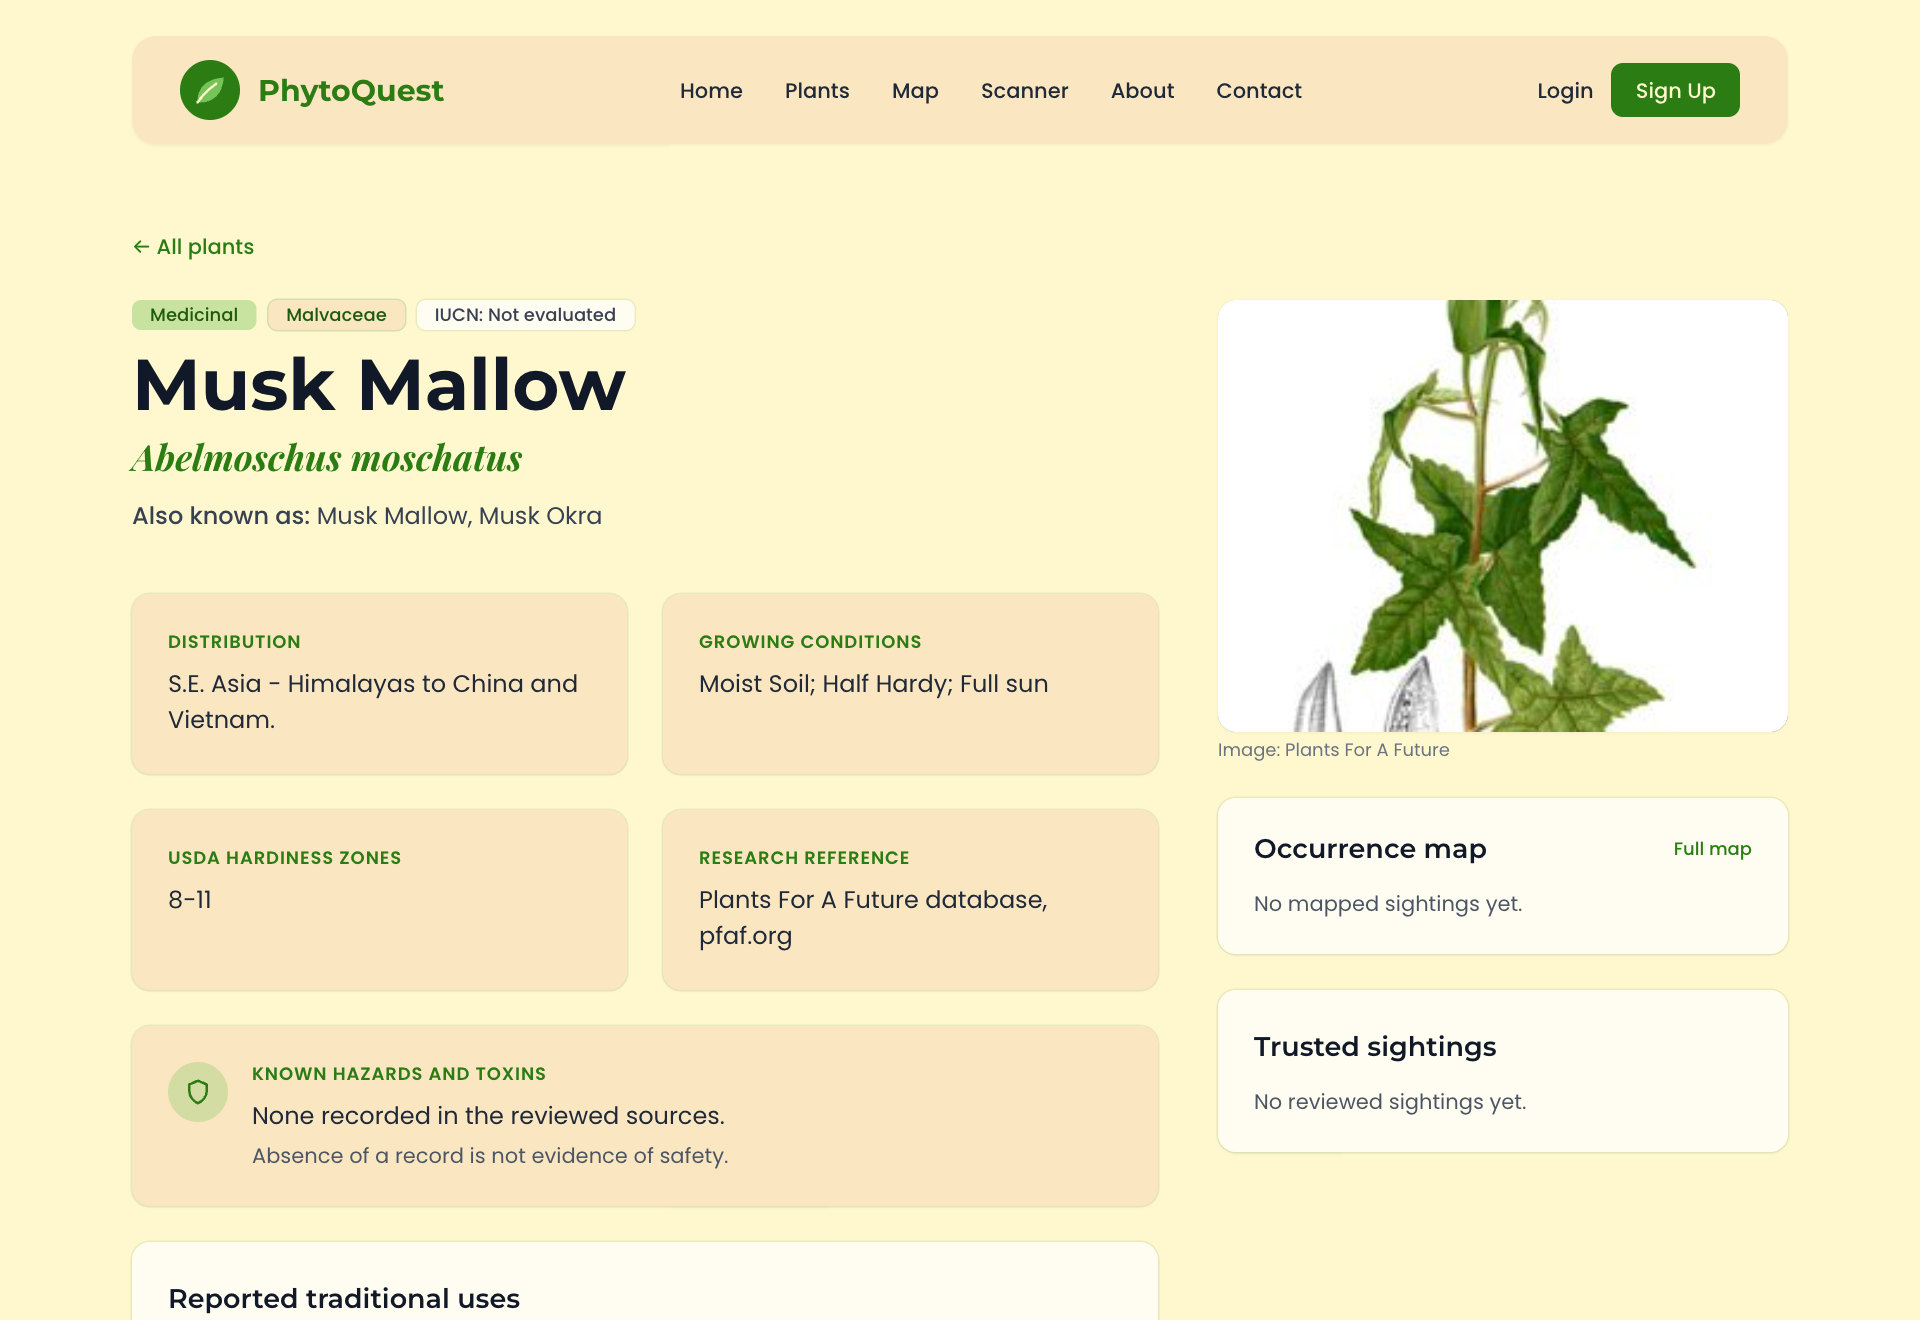 PhytoQuest
Home
Plants
Map
Scanner
About
Contact
Login
Sign Up
← All plants
Medicinal
Malvaceae
IUCN: Not evaluated
Musk Mallow
Abelmoschus moschatus
Also known as: Musk Mallow, Musk Okra
DISTRIBUTION
S.E. Asia - Himalayas to China and
Vietnam.
GROWING CONDITIONS
Moist Soil; Half Hardy; Full sun
USDA HARDINESS ZONES
8-11
RESEARCH REFERENCE
Plants For A Future database,
pfaf.org
KNOWN HAZARDS AND TOXINS
None recorded in the reviewed sources.
Absence of a record is not evidence of safety.
Reported traditional uses
Image: Plants For A Future
Occurrence map
Full map
No mapped sightings yet.
Trusted sightings
No reviewed sightings yet.